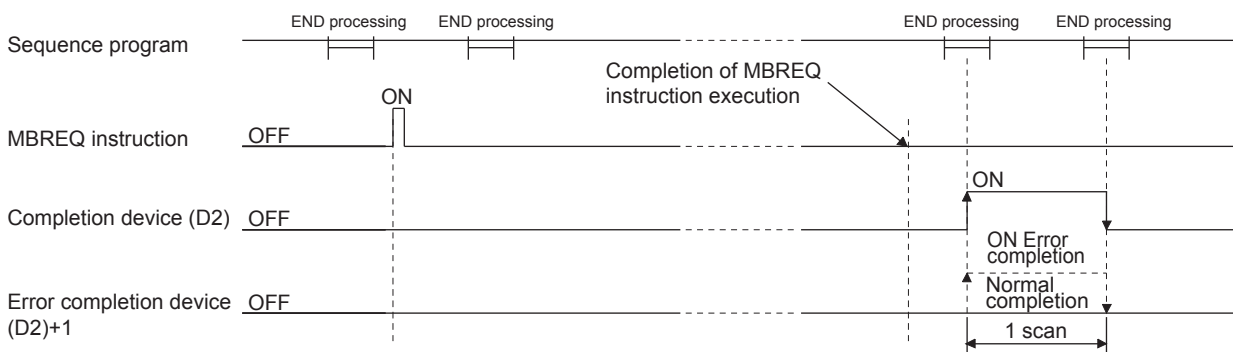 END processing
END processing
END processing
END processing
Sequence program
Completion of MBREQ
instruction execution
ON
MBREQ instruction
OFF
ON
Completion device (D2)
OFF
ON Error
completion
Normal
completion
Error completion device
(D2)+1
OFF
1 scan